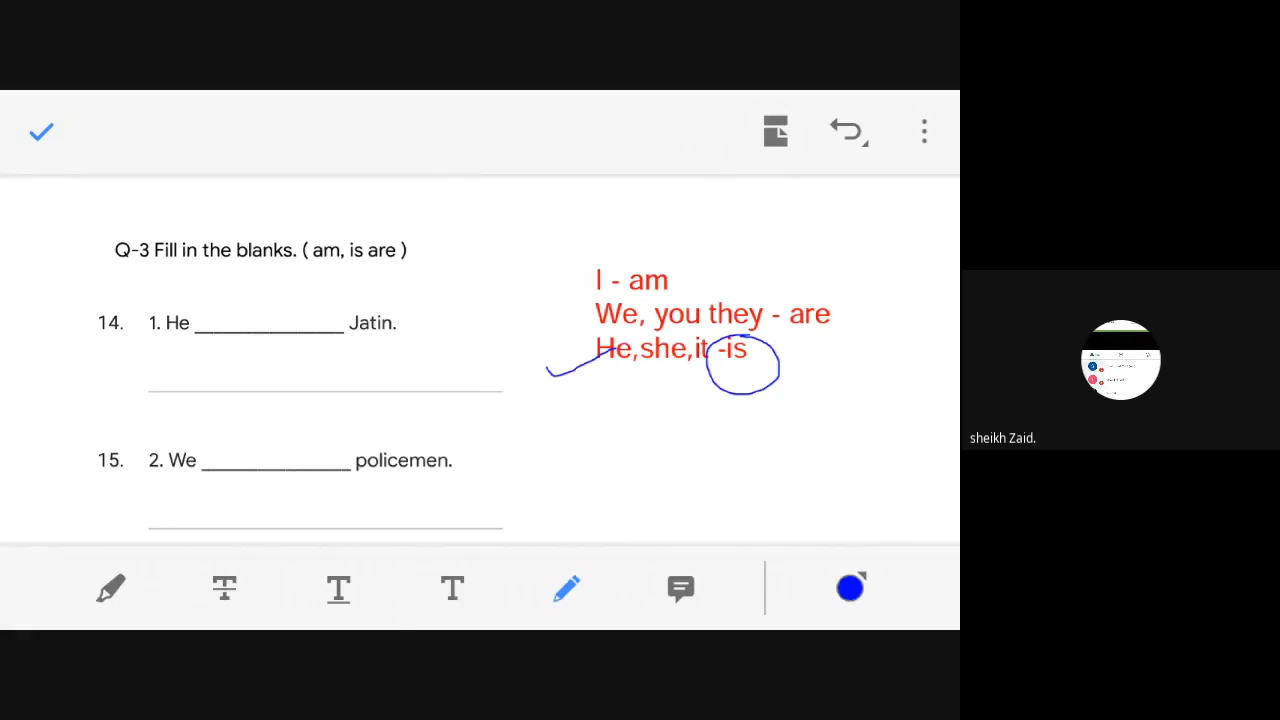 Q-3 Fill in the blanks. ( am, is are )
I - am
We, you they - are
14. 1. He ______________ Jatin.
He,she,it -is
sheikh Zaid.
15. 2. We ______________ policemen.